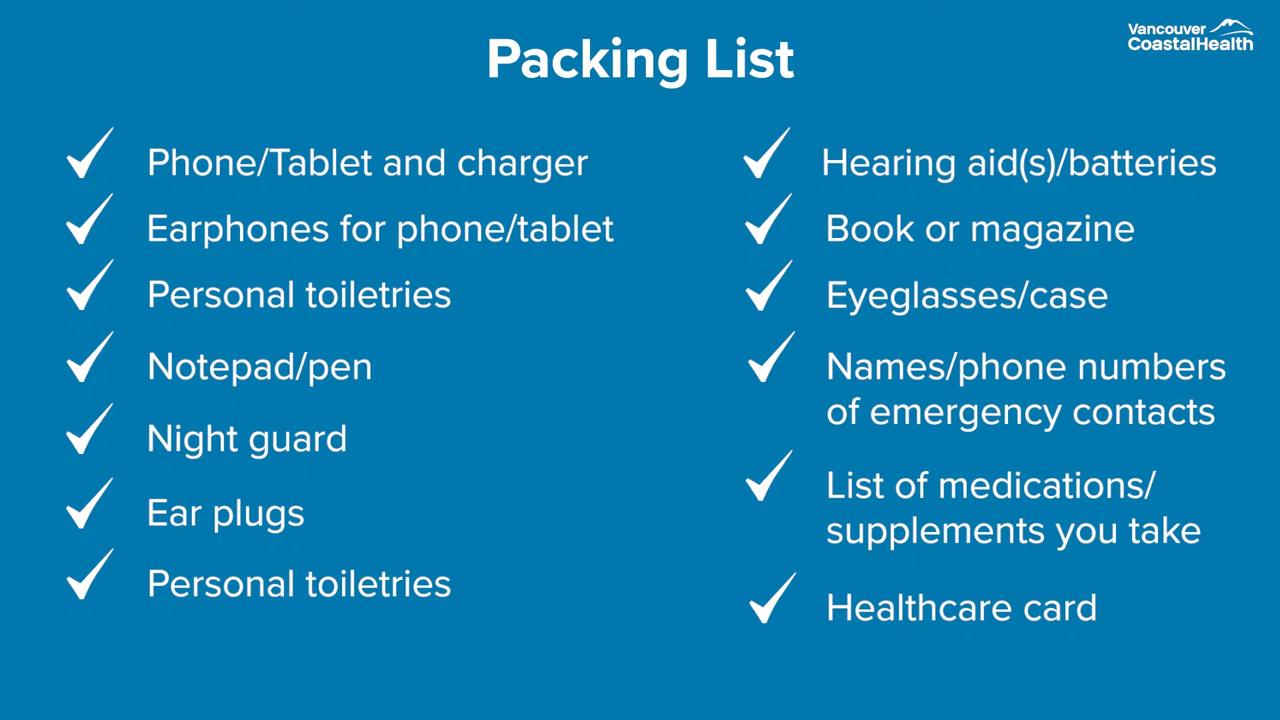 Packing List
Vancouver
CoastalHealth
Phone/Tablet and charger
Earphones for phone/tablet
Personal toiletries
Notepad/pen
Night guard
Ear plugs
Personal toiletries
Hearing aid(s)/batteries
Book or magazine
Eyeglasses/case
Names/phone numbers
of emergency contacts
List of medications/
supplements you take
Healthcare card